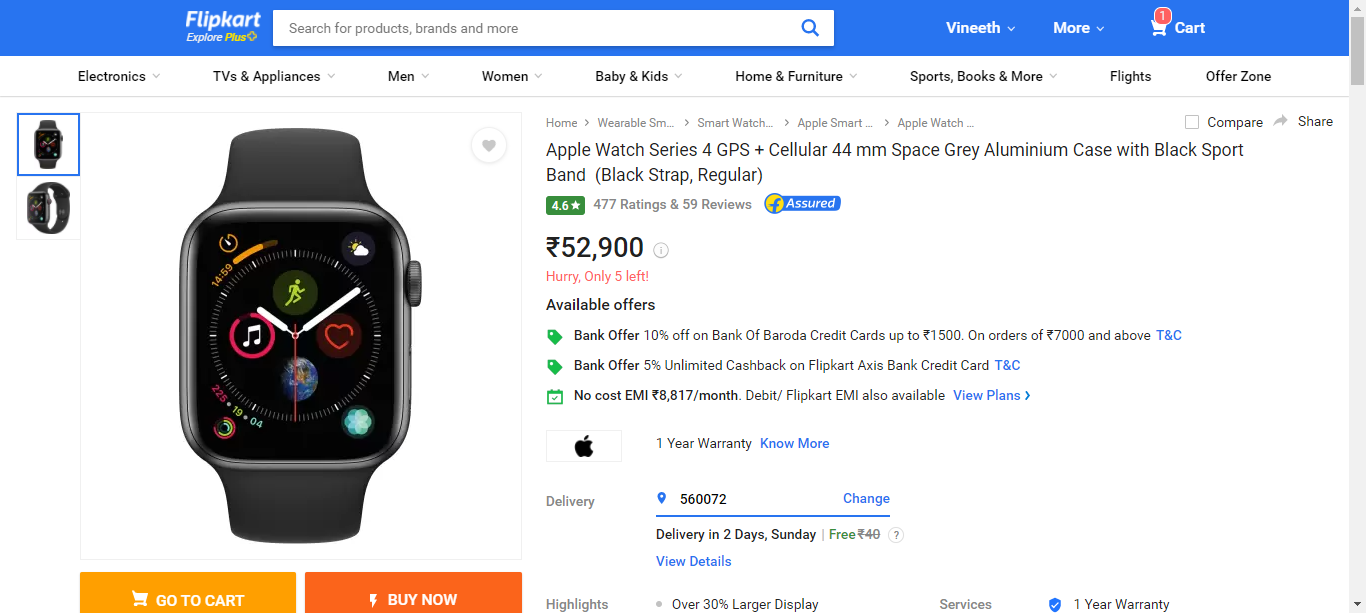 Flipkart
Explore Plus
Search for products, brands and more
Vineeth
More
1
Cart
Electronics
TVs & Appliances
Men
Women
Baby & Kids
Home & Furniture
Sports, Books & More
Flights
Offer Zone
Home > Wearable Sm... > Smart Watch... > Apple Smart ... > Apple Watch ...
Compare
Share
Apple Watch Series 4 GPS + Cellular 44 mm Space Grey Aluminium Case with Black Sport
Band (Black Strap, Regular)
4.6★ 477 Ratings & 59 Reviews Assured
₹52,900
Hurry, Only 5 left!
Available offers
Bank Offer 10% off on Bank Of Baroda Credit Cards up to ₹1500. On orders of ₹7000 and above T&C
Bank Offer 5% Unlimited Cashback on Flipkart Axis Bank Credit Card T&C
No cost EMI ₹8,817/month. Debit/ Flipkart EMI also available View Plans >
1 Year Warranty Know More
Delivery 560072 Change
Delivery in 2 Days, Sunday | Free ₹40 ?
View Details
Highlights
Over 30% Larger Display
Services
1 Year Warranty
14:59
225 • 19 • 04
GO TO CART
BUY NOW